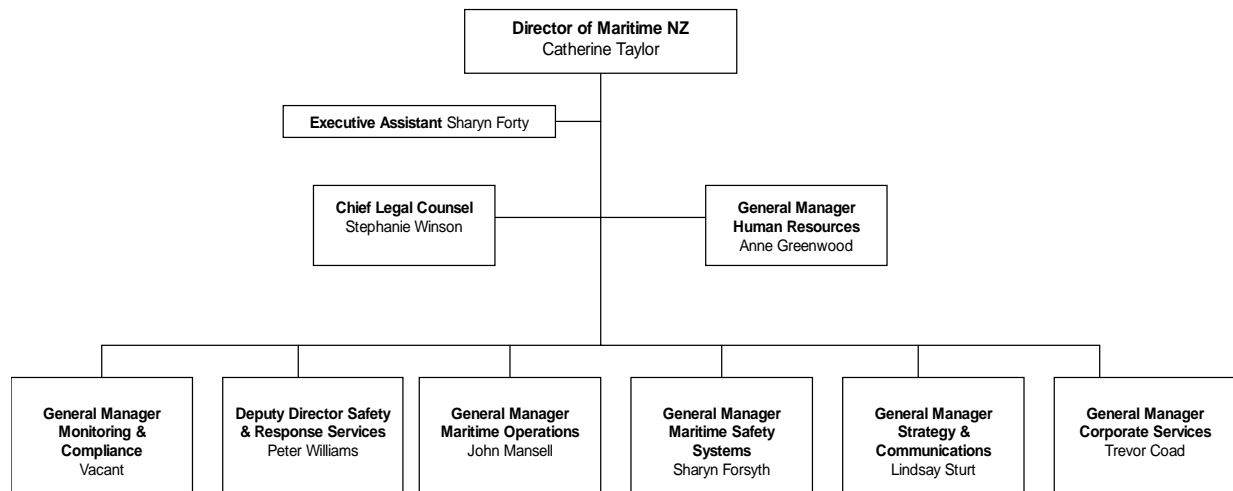 Director of Maritime NZ
Catherine Taylor
Executive Assistant Sharyn Forty
Chief Legal Counsel
Stephanie Winson
General Manager
Human Resources
Anne Greenwood
General Manager
Monitoring &
Compliance
Vacant
Deputy Director Safety
& Response Services
Peter Williams
General Manager
Maritime Operations
John Mansell
General Manager
Maritime Safety
Systems
Sharyn Forsyth
General Manager
Strategy &
Communications
Lindsay Sturt
General Manager
Corporate Services
Trevor Coad